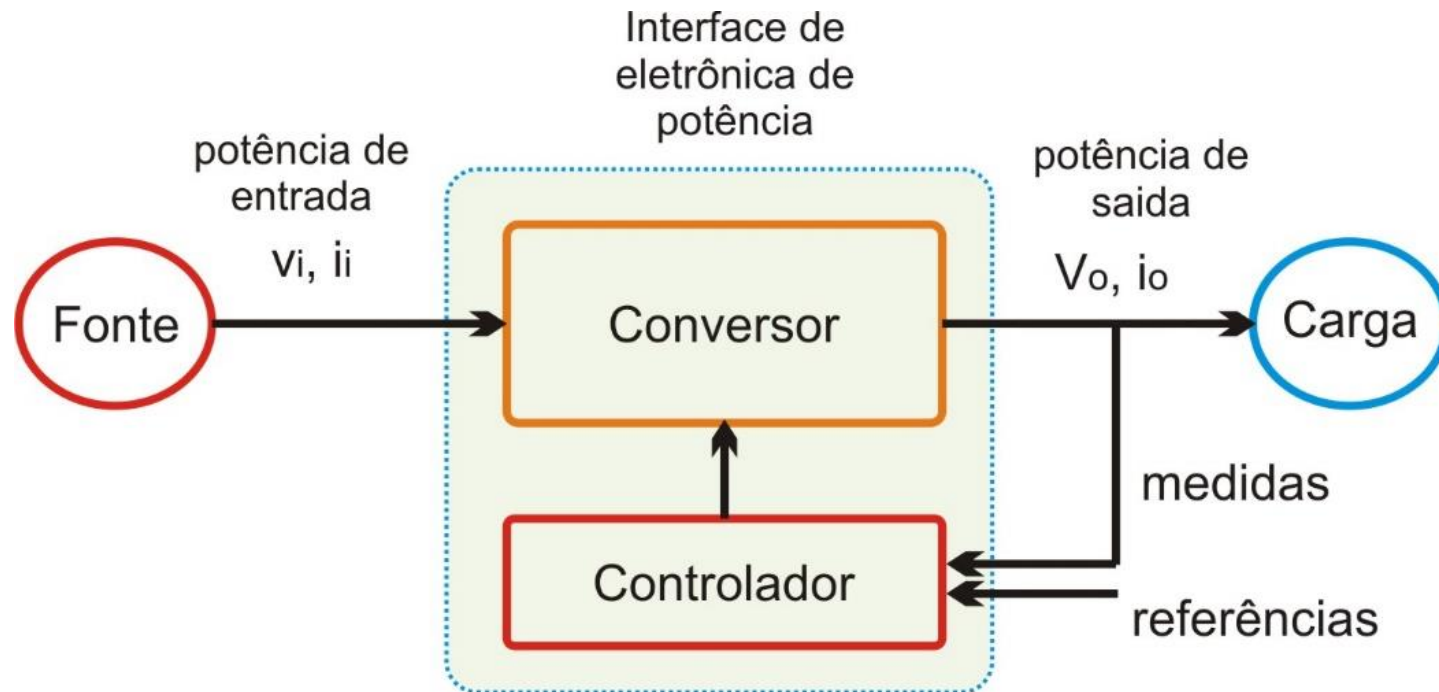 Interface de
eletrônica de
potência
potência de
entrada
vi, ii
potência de
saida
Vo, io
Fonte
Conversor
Carga
medidas
Controlador
referências